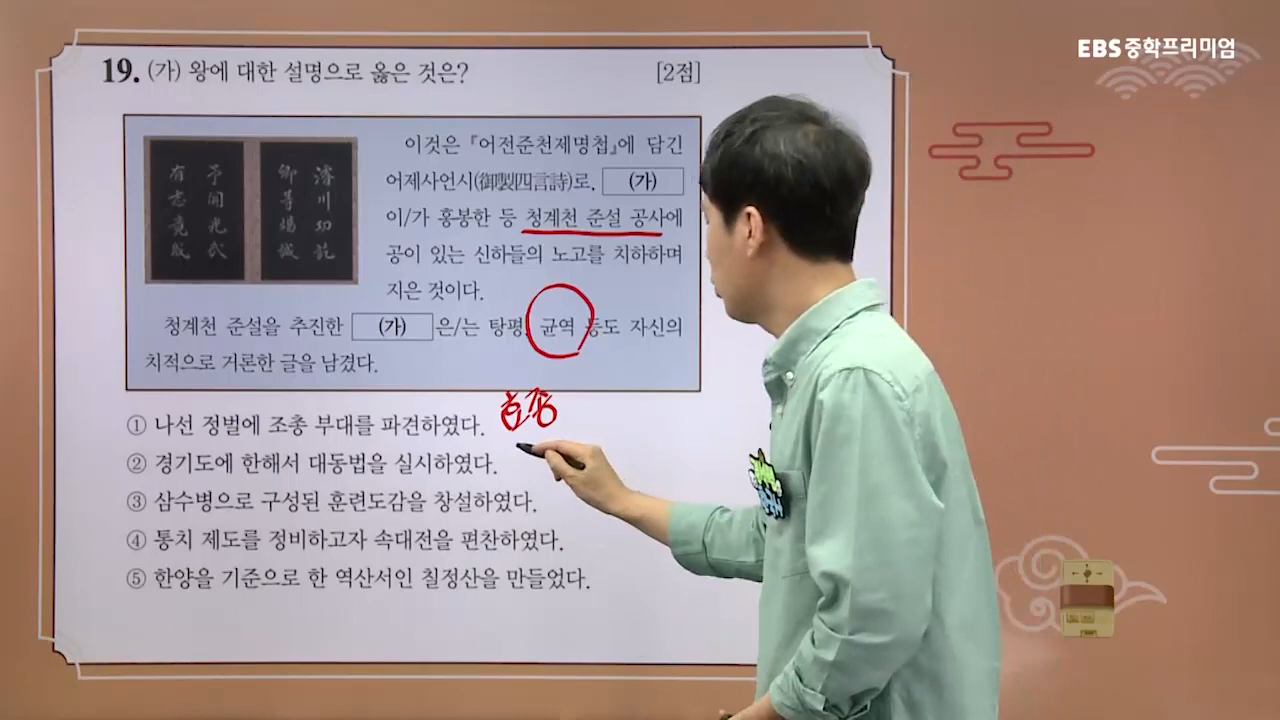 EBS 중학프리미엄
19. (가) 왕에 대한 설명으로 옳은 것은? [2점]
이것은 『어전준천제명첩』에 담긴
어제사언시(御製四言詩)로, (가)
이/가 홍봉한 등 청계천 준설 공사에
공이 있는 신하들의 노고를 치하하며
지은 것이다.
청계천 준설을 추진한 (가) 은/는 탕평, 균역 등도 자신의
치적으로 거론한 글을 남겼다.
효종
① 나선 정벌에 조총 부대를 파견하였다.
② 경기도에 한해서 대동법을 실시하였다.
③ 삼수병으로 구성된 훈련도감을 창설하였다.
④ 통치 제도를 정비하고자 속대전을 편찬하였다.
⑤ 한양을 기준으로 한 역산서인 칠정산을 만들었다.